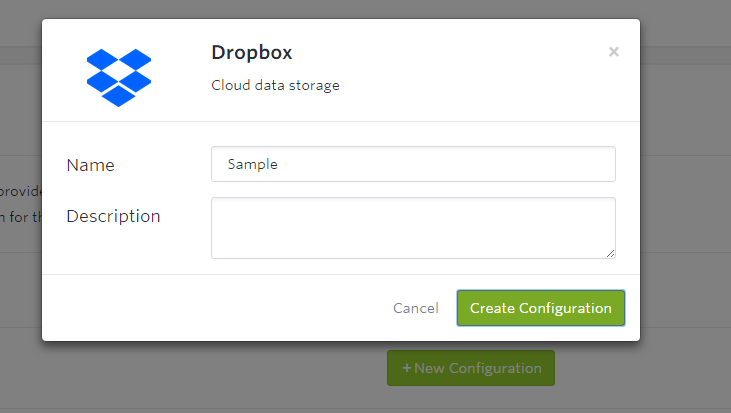 Dropbox
×
Cloud data storage
Name
Sample
Description
provide
n for th
Cancel
Create Configuration
+New Configuration